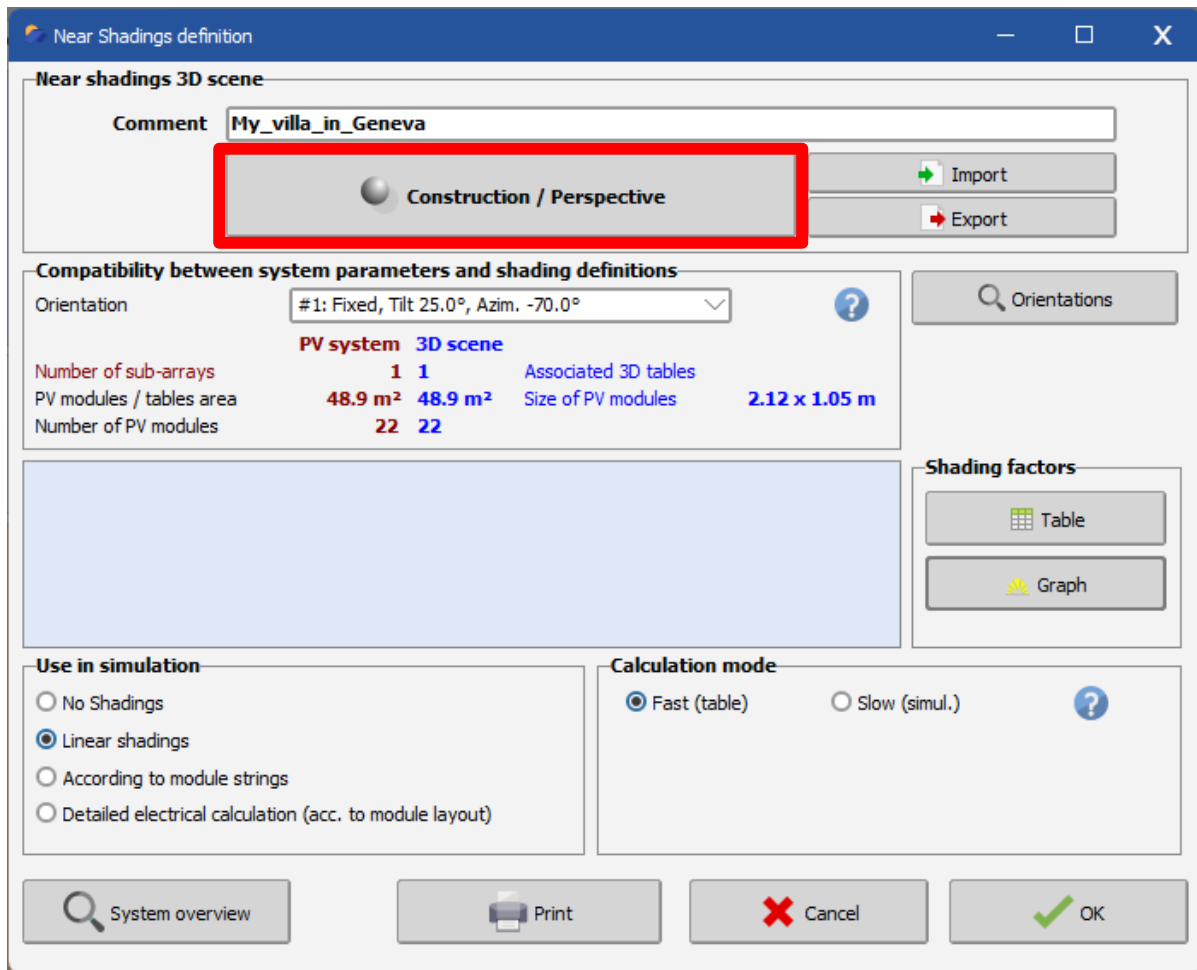 Near Shadings definition
Near shadings 3D scene
Comment My_villa_in_Geneva
Construction / Perspective
Import
Export
Compatibility between system parameters and shading definitions
Orientation #1: Fixed, Tilt 25.0°, Azim. -70.0°
Orientations
PV system 3D scene
Number of sub-arrays 1 1 Associated 3D tables
PV modules / tables area 48.9 m² 48.9 m² Size of PV modules 2.12 x 1.05 m
Number of PV modules 22 22
Shading factors
Table
Graph
Use in simulation
No Shadings
Linear shadings
According to module strings
Detailed electrical calculation (acc. to module layout)
Calculation mode
Fast (table) Slow (simul.)
System overview Print Cancel OK